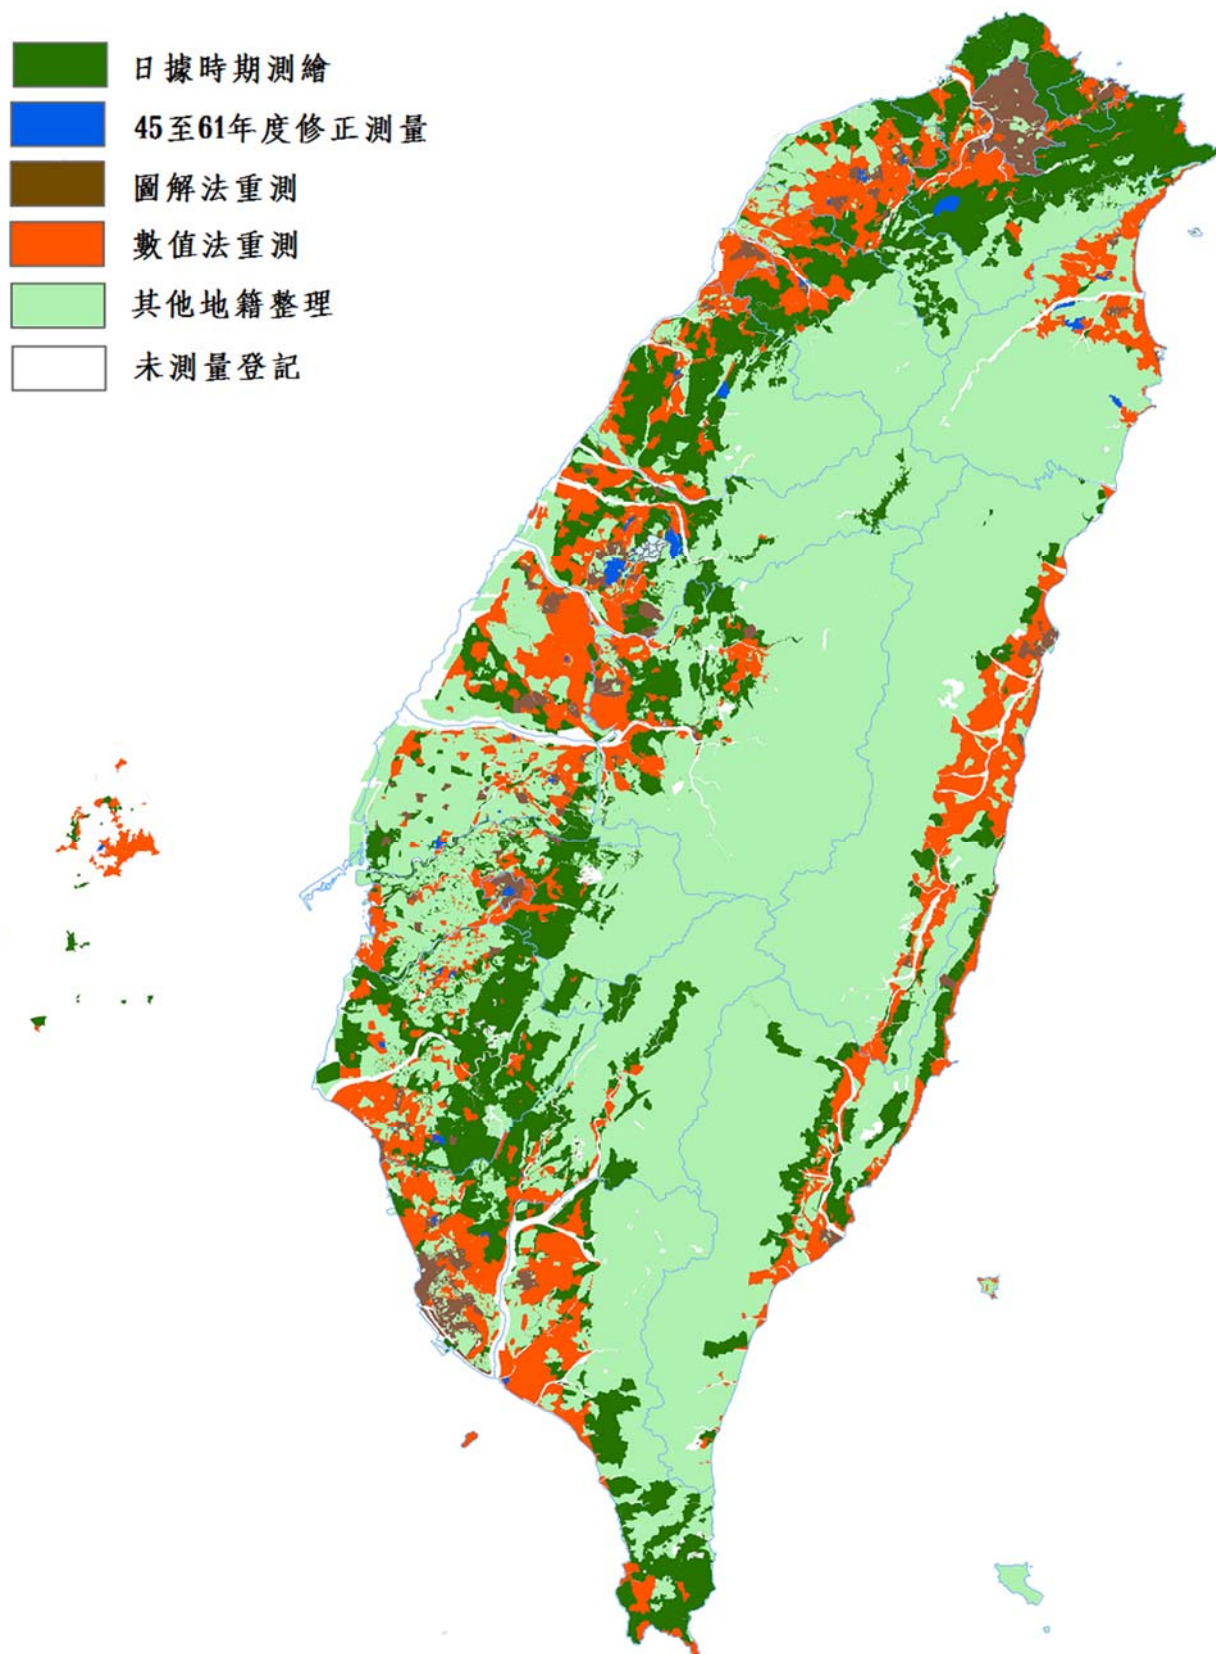 日據時期測繪
45至61年度修正測量
圖解法重測
數值法重測
其他地籍整理
未測量登記